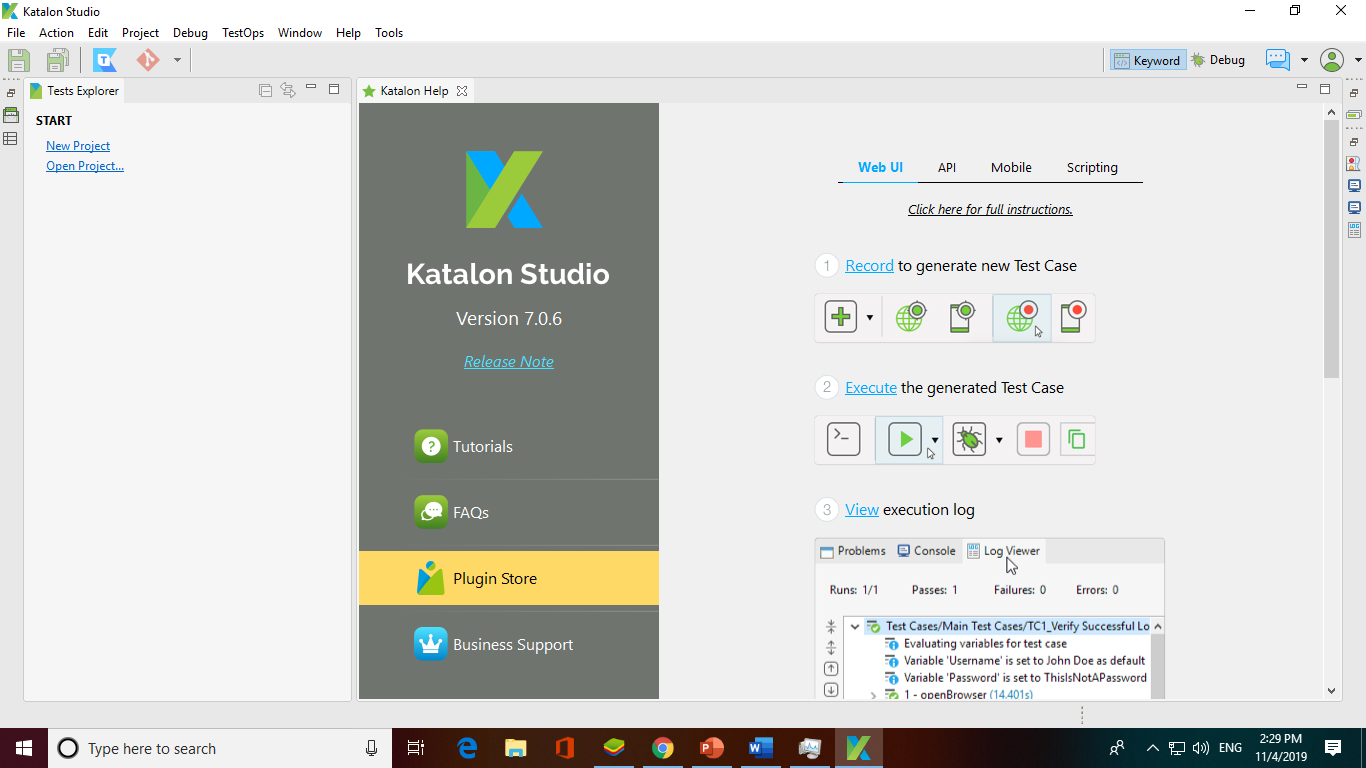 Katalon Studio
File Action Edit Project Debug TestOps Window Help Tools
Keyword Debug
Tests Explorer
START
New Project
Open Project...
Katalon Help
Katalon Studio
Version 7.0.6
Release Note
Tutorials
FAQs
Plugin Store
Business Support
Web UI API Mobile Scripting
Click here for full instructions.
1 Record to generate new Test Case
2 Execute the generated Test Case
3 View execution log
Problems Console Log Viewer
Runs: 1/1 Passes: 1 Failures: 0 Errors: 0
Test Cases/Main Test Cases/TC1_Verify Successful Lo
Evaluating variables for test case
Variable 'Username' is set to John Doe as default
Variable 'Password' is set to ThisIsNotAPassword
1 - openBrowser (14.401s)
Type here to search
ENG
2:29 PM
11/4/2019